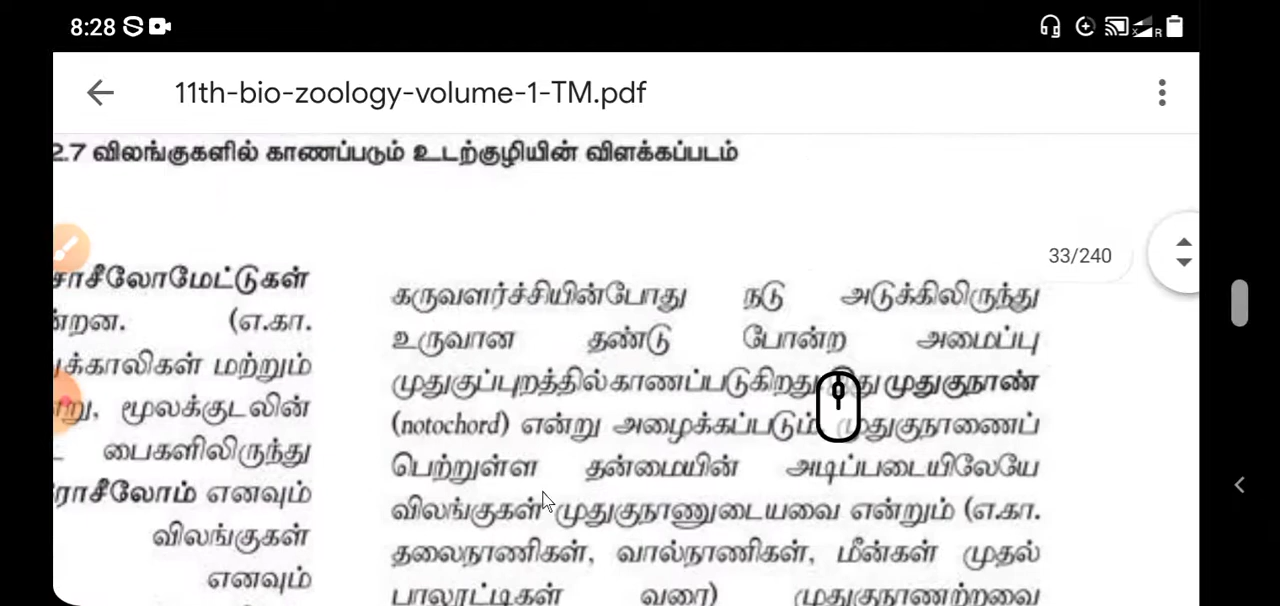 8:28
R
11th-bio-zoology-volume-1-TM.pdf
2.7 விலங்குகளில் காணப்படும் உடற்குழியின் விளக்கப்படம்
33/240
சாசீலோமேட்டுகள்
ன்றன. (எ.கா.
க்காலிகள் மற்றும்
மூலக்குடலின்
பைகளிலிருந்து
ராசீலோம் எனவும்
விலங்குகள்
எனவும்
கருவளர்ச்சியின்போது நடு அடுக்கிலிருந்து
உருவான தண்டு போன்ற அமைப்பு
முதுகுப்புறத்தில்காணப்படுகிறது இது முதுகுநாண்
(notochord) என்று அழைக்கப்படும் முதுகுநாணைப்
பெற்றுள்ள தன்மையின் அடிப்படையிலேயே
விலங்குகள் முதுகுநாணுடையவை என்றும் (எ.கா.
தலைநாணிகள், வால்நாணிகள், மீன்கள் முதல்
பாலூட்டிகள் வரை) முதுகுநாணற்றவை